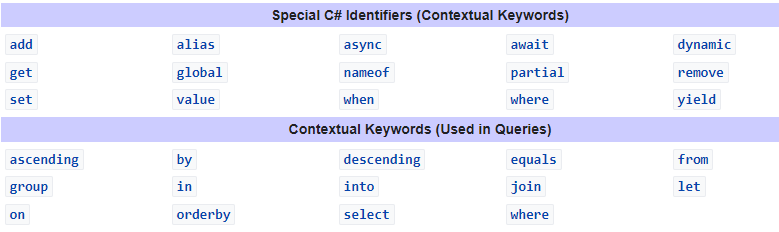 Special C# Identifiers (Contextual Keywords)
add alias async await dynamic
get global nameof partial remove
set value when where yield
Contextual Keywords (Used in Queries)
ascending by descending equals from
group in into join let
on orderby select where